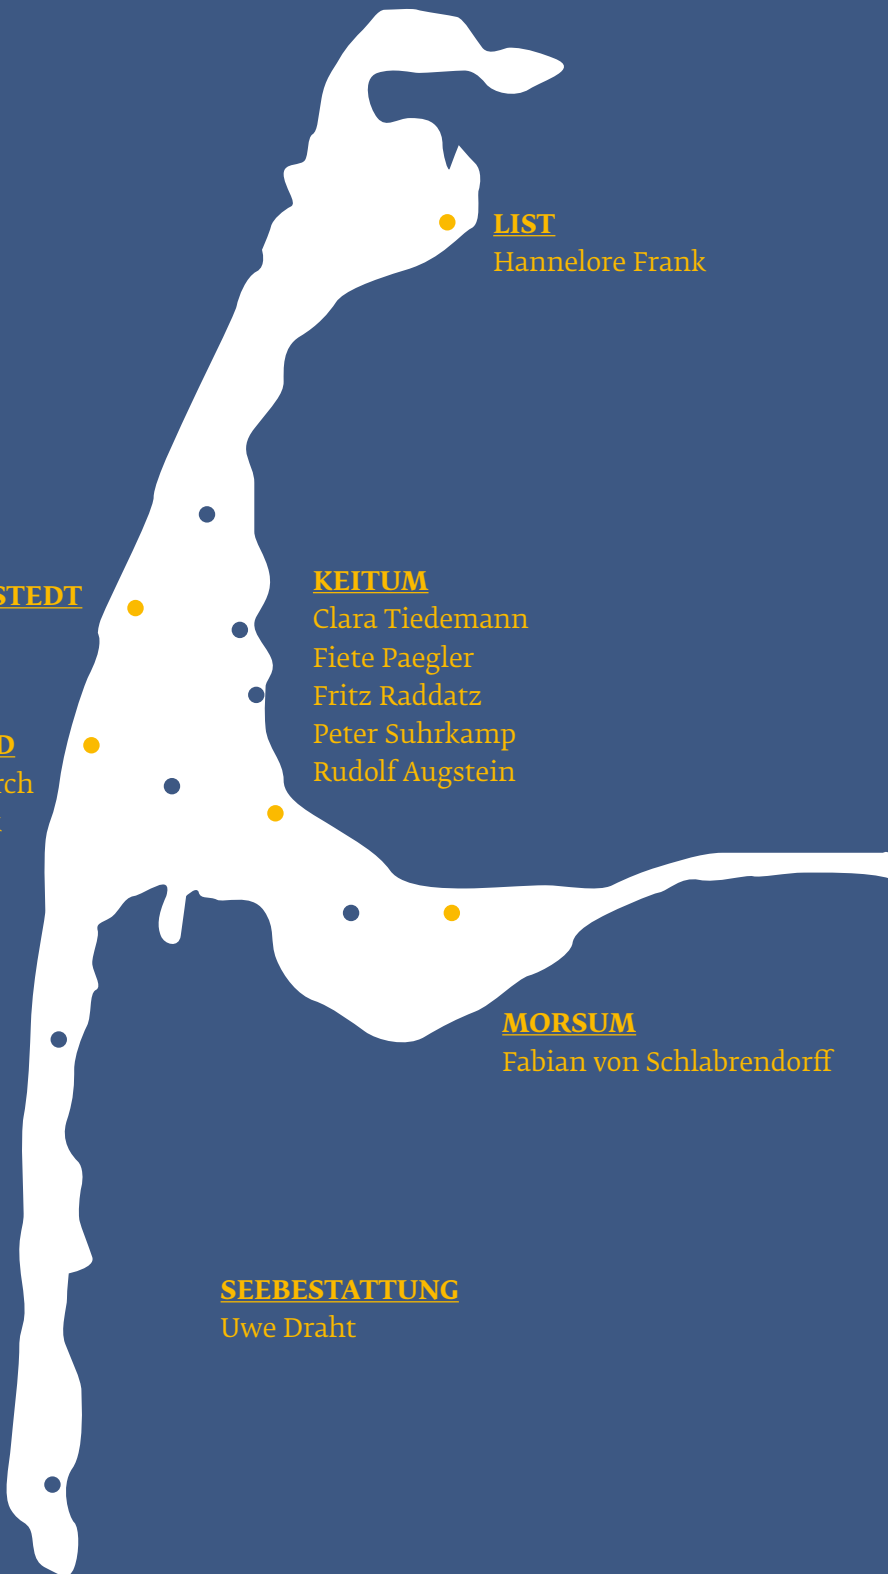 LIST
Hannelore Frank
STEDT
KEITUM
Clara Tiedemann
Fiete Paegler
Fritz Raddatz
Peter Suhrkamp
Rudolf Augstein
D
rch
MORSUM
Fabian von Schlabrendorff
SEEBESTATTUNG
Uwe Draht